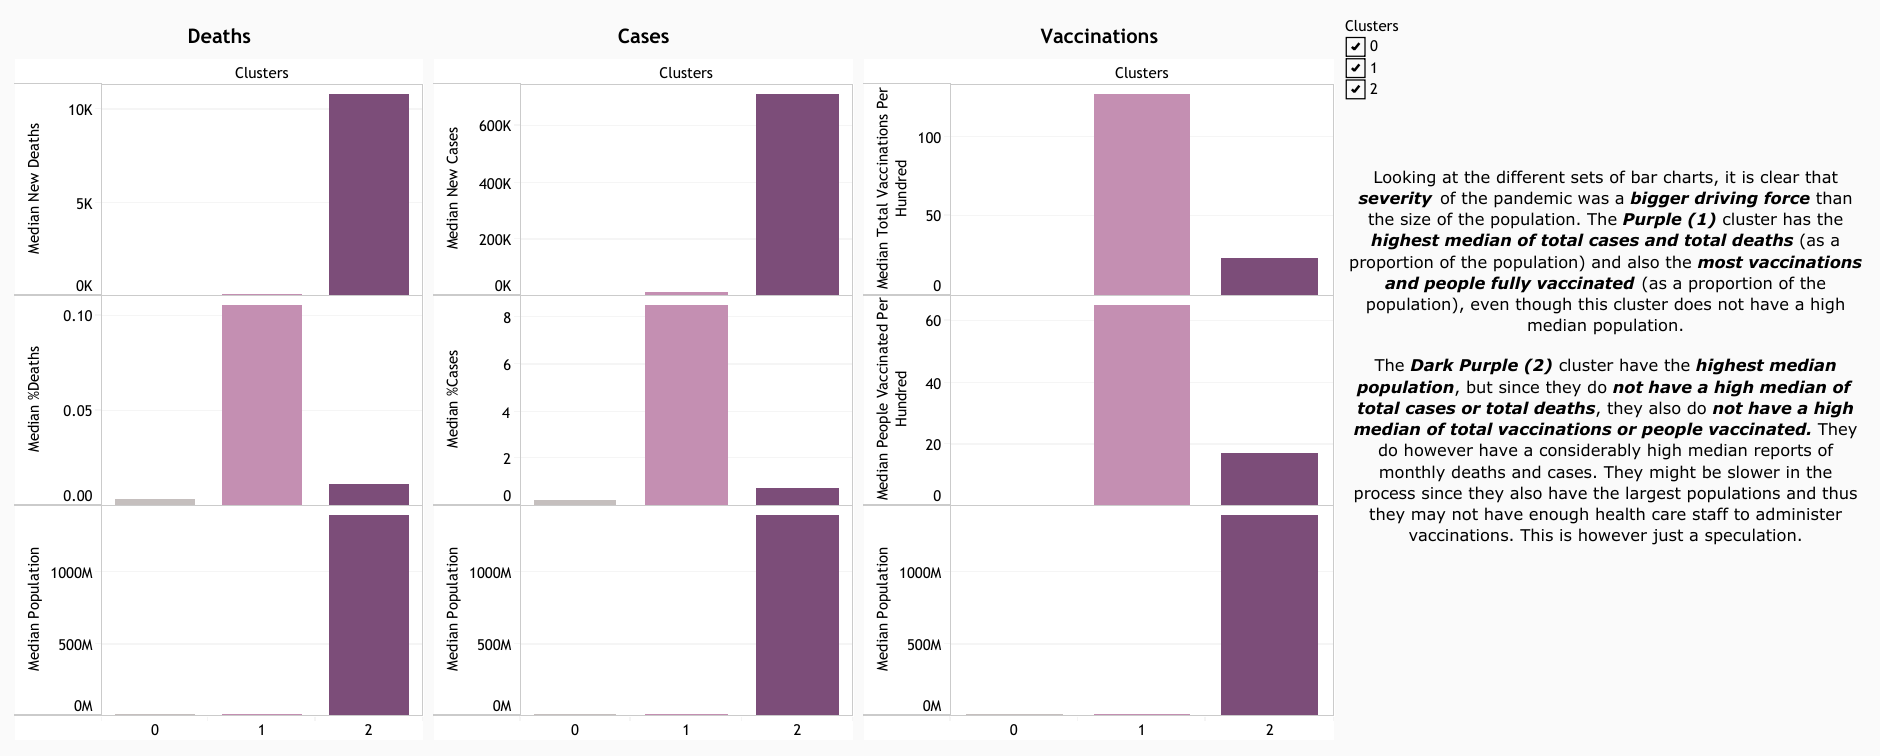 Deaths
Cases
Vaccinations
Clusters
0
1
2
Clusters
Clusters
Clusters
Median New Deaths
10K
5K
0K
Median New Cases
600K
400K
200K
0K
Median Total Vaccinations Per
Hundred
100
50
0
Median %Deaths
0.10
0.05
0.00
Median %Cases
8
6
4
2
0
Median People Vaccinated Per
Hundred
60
40
20
0
Median Population
1000M
500M
0M
Median Population
1000M
500M
0M
Median Population
1000M
500M
0M
0 1 2
0 1 2
0 1 2
Looking at the different sets of bar charts, it is clear that
severity of the pandemic was a bigger driving force than
the size of the population. The Purple (1) cluster has the
highest median of total cases and total deaths (as a
proportion of the population) and also the most vaccinations
and people fully vaccinated (as a proportion of the
population), even though this cluster does not have a high
median population.
The Dark Purple (2) cluster have the highest median
population, but since they do not have a high median of
total cases or total deaths, they also do not have a high
median of total vaccinations or people vaccinated. They
do however have a considerably high median reports of
monthly deaths and cases. They might be slower in the
process since they also have the largest populations and thus
they may not have enough health care staff to administer
vaccinations. This is however just a speculation.